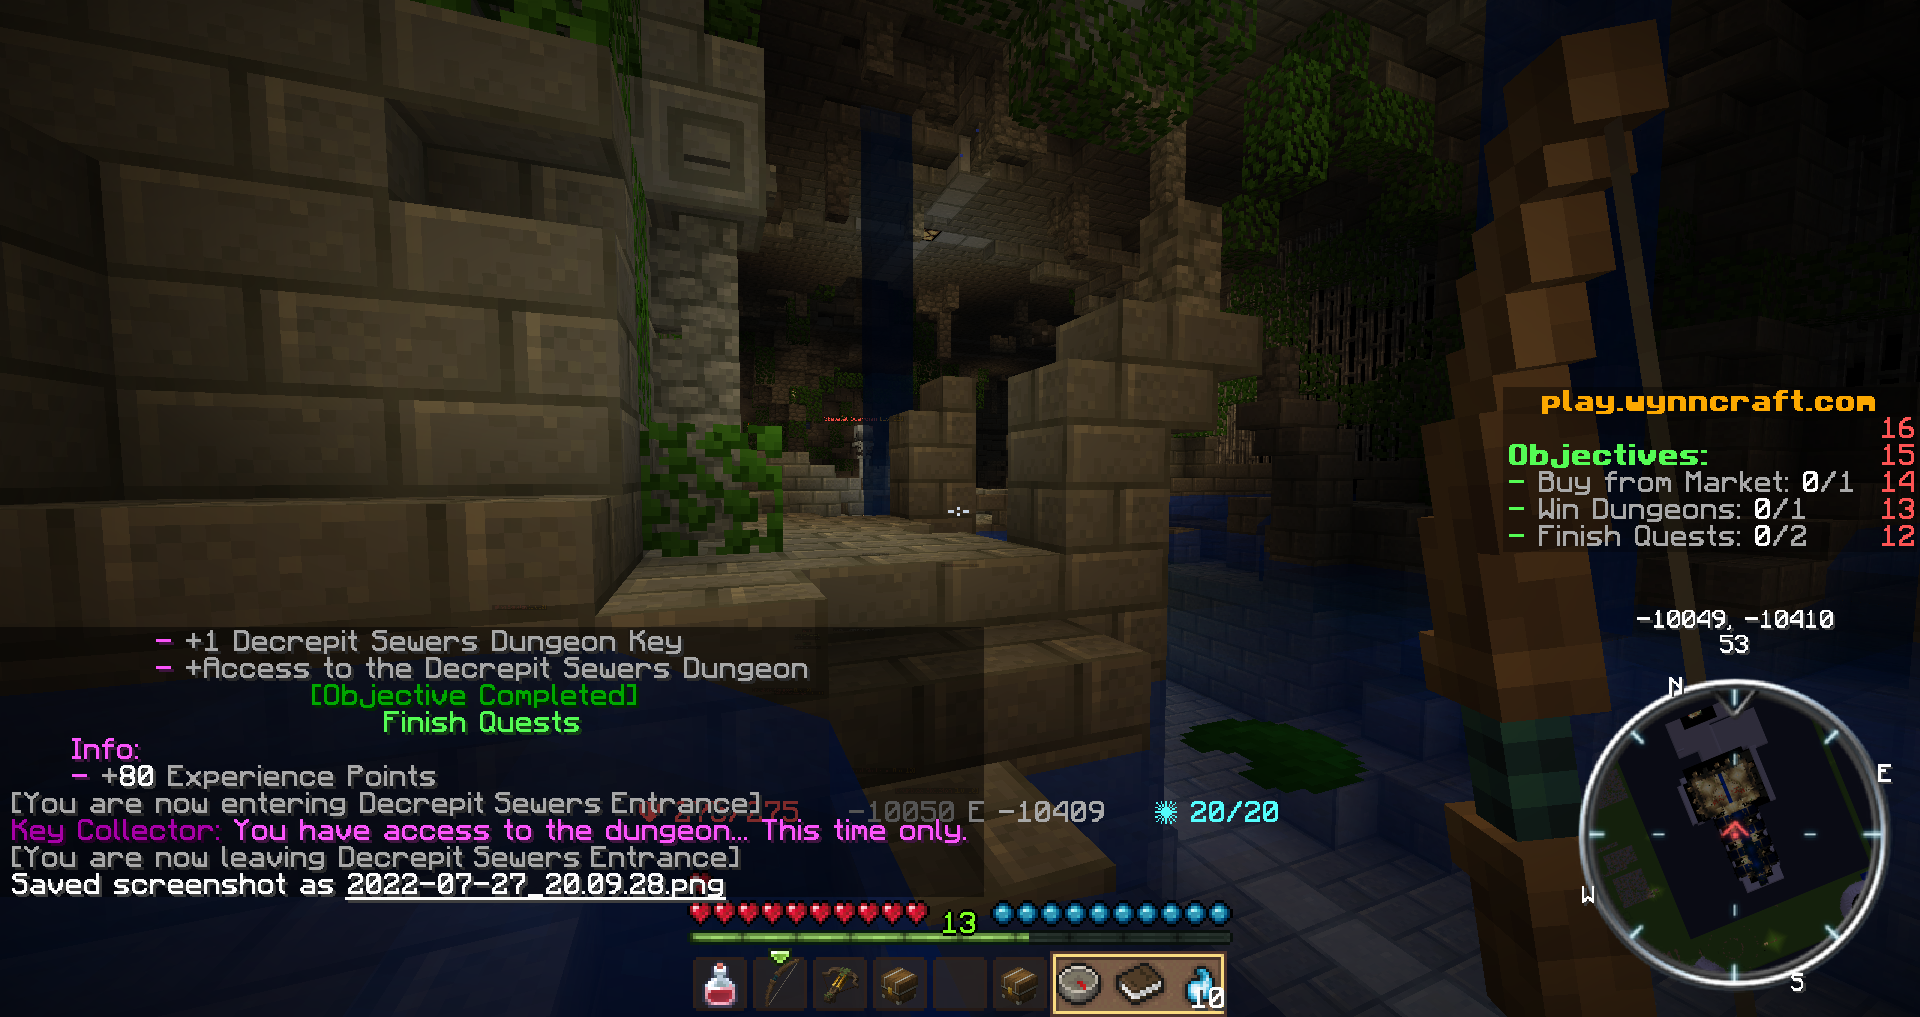 play.wynncraft.com
16
Objectives: 15
- Buy from Market: 0/1 14
- Win Dungeons: 0/1 13
- Finish Quests: 0/2 12
-10049, -10410
53
N
E
W
S
- +1 Decrepit Sewers Dungeon Key
- +Access to the Decrepit Sewers Dungeon
[Objective Completed]
Finish Quests
Info:
- +80 Experience Points
[You are now entering Decrepit Sewers Entrance]
-10050 E -10409
20/20
Key Collector: You have access to the dungeon... This time only.
[You are now leaving Decrepit Sewers Entrance]
Saved screenshot as 2022-07-27_20.09.28.png
13
10